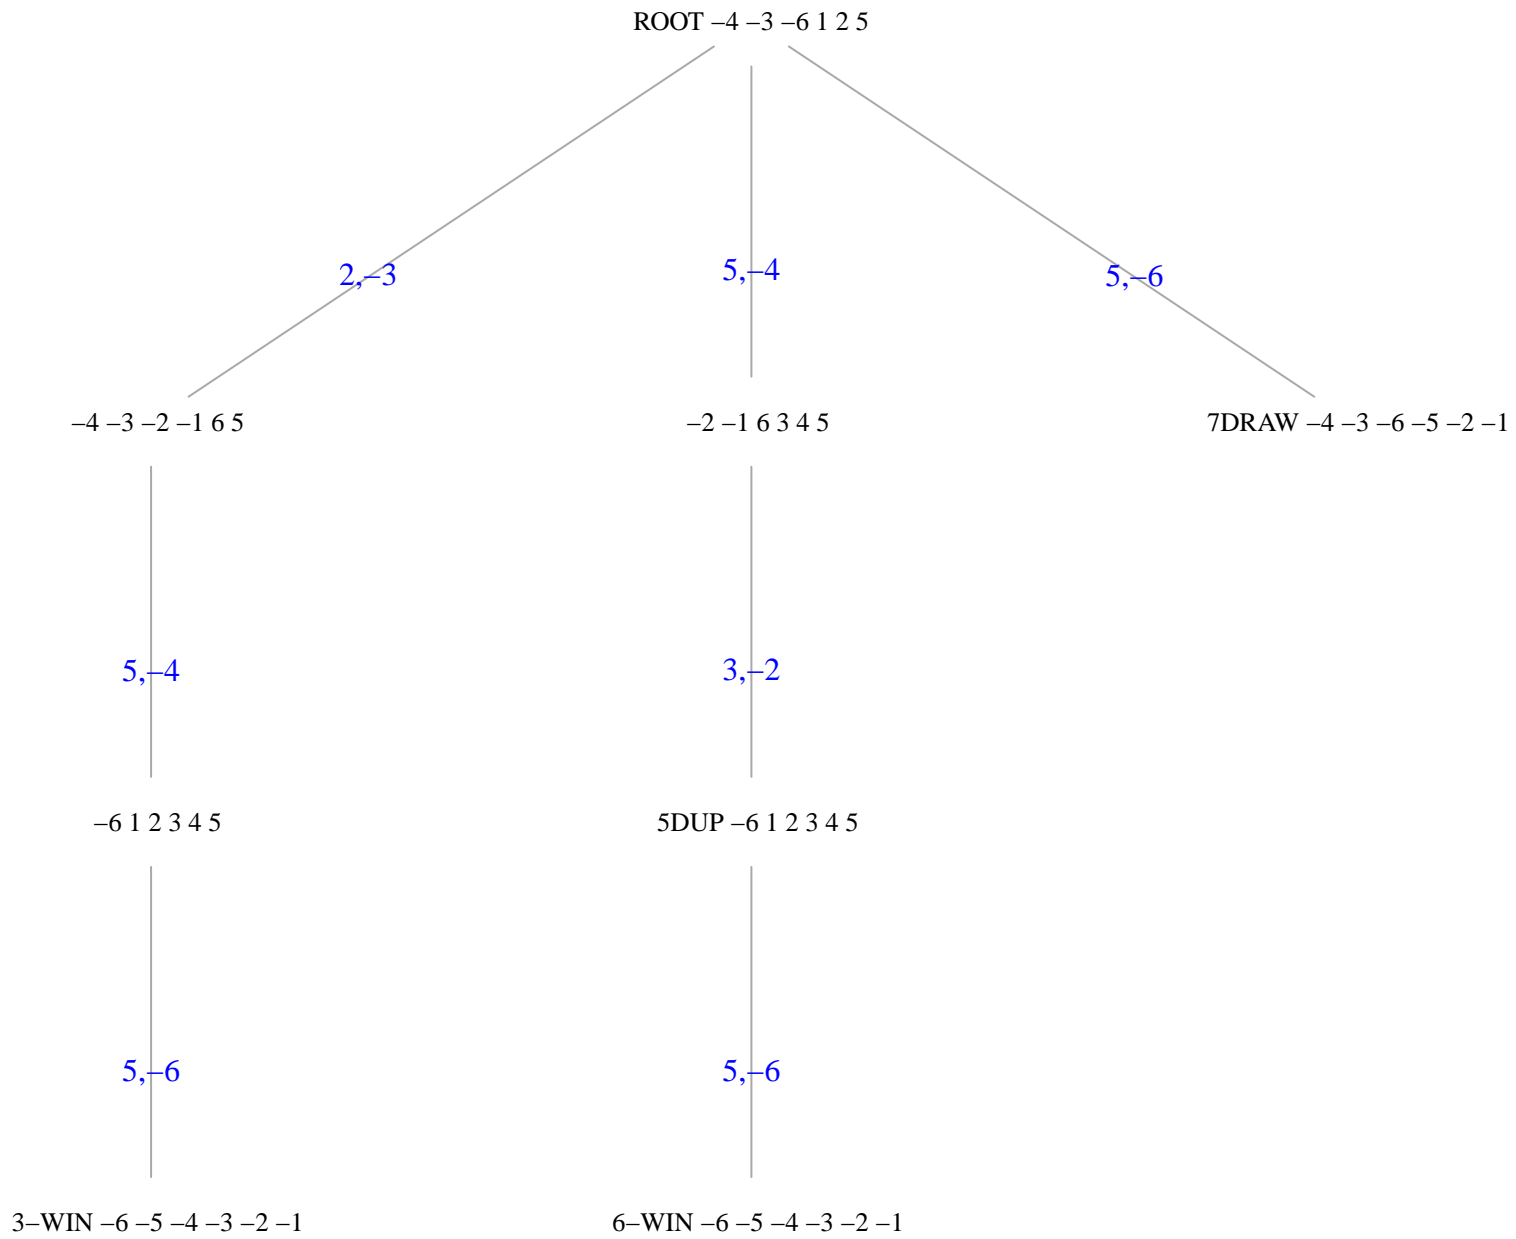 ROOT –4 –3 –6 1 2 5
2,–3
5,–4
5,–6
–4 –3 –2 –1 6 5
–2 –1 6 3 4 5
7DRAW –4 –3 –6 –5 –2 –1
5,–4
3,–2
–6 1 2 3 4 5
5DUP –6 1 2 3 4 5
5,–6
5,–6
3–WIN –6 –5 –4 –3 –2 –1
6–WIN –6 –5 –4 –3 –2 –1